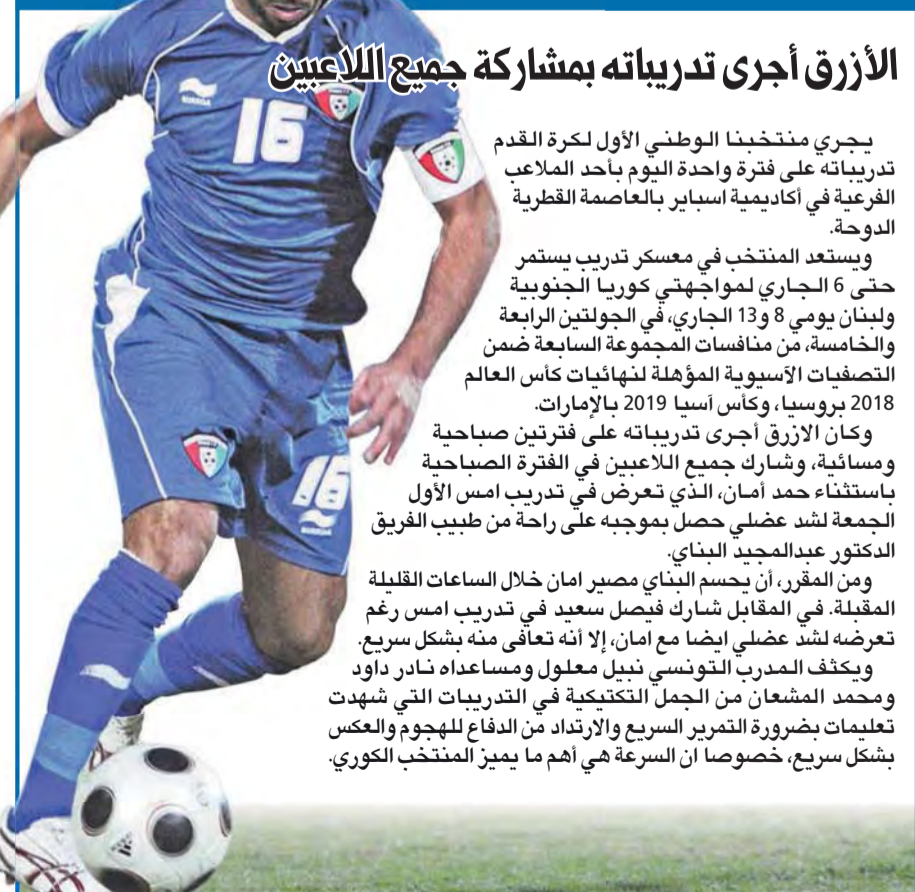 الأزرق أجرى تدريباته بمشاركة جميع اللاعبين
يجري منتخبنا الوطني الأول لكرة القدم
تدريباته على فترة واحدة اليوم بأحد الملاعب
الفرعية في أكاديمية اسباير بالعاصمة القطرية
الدوحة.
ويستعد المنتخب في معسكر تدريب يستمر
حتى 6 الجاري لمواجهتي كوريا الجنوبية
ولبنان يومي 8 و13 الجاري، في الجولتين الرابعة
والخامسة، من منافسات المجموعة السابعة ضمن
التصفيات الآسيوية المؤهلة لنهائيات كأس العالم
2018 بروسيا، وكأس آسيا 2019 بالإمارات.
وكان الازرق أجرى تدريباته على فترتين صباحية
ومسائية، وشارك جميع اللاعبين في الفترة الصباحية
باستثناء حمد أمان، الذي تعرض في تدريب امس الأول
الجمعة لشد عضلي حصل بموجبه على راحة من طبيب الفريق
الدكتور عبدالمجيد البناي.
ومن المقرر، أن يحسم البناي مصير امان خلال الساعات القليلة
المقبلة. في المقابل شارك فيصل سعيد في تدريب امس رغم
تعرضه لشد عضلي ايضا مع امان، إلا أنه تعافى منه بشكل سريع.
ويكثف المدرب التونسي نبيل معلول ومساعداه نادر داود
ومحمد المشعان من الجمل التكتيكية في التدريبات التي شهدت
تعليمات بضرورة التمرير السريع والارتداد من الدفاع للهجوم والعكس
بشكل سريع، خصوصا ان السرعة هي أهم ما يميز المنتخب الكوري.
BURRDA
16
16
BURRDA